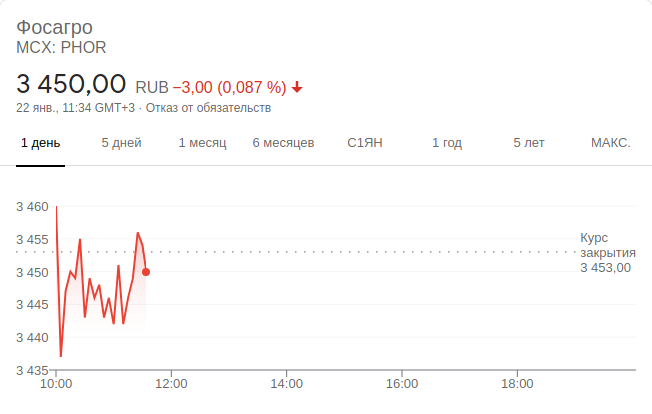 Фосагро
MCX: PHOR
3 450,00 RUB −3,00 (0,087 %)
22 янв., 11:34 GMT+3 · Отказ от обязательств
1 день 5 дней 1 месяц 6 месяцев С1ЯН 1 год 5 лет МАКС.
3 460
3 455
Курс
закрытия
3 453,00
3 450
3 445
3 440
3 435
10:00 12:00 14:00 16:00 18:00